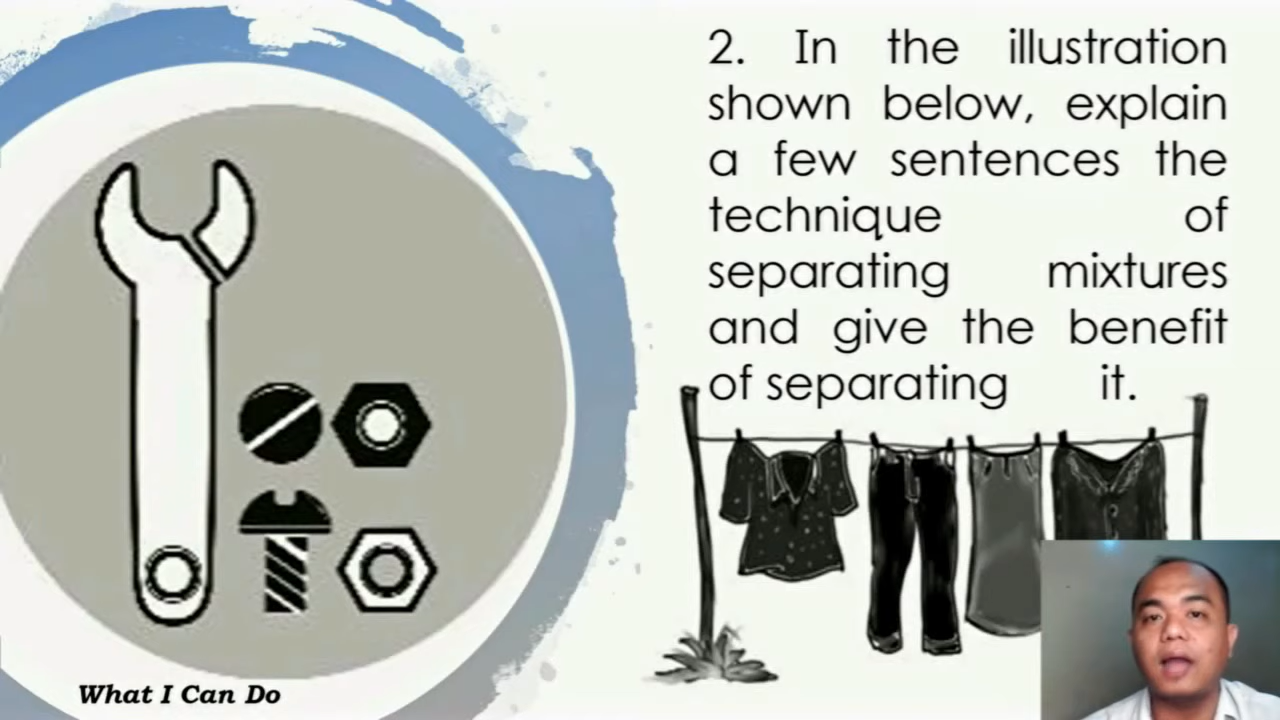 2. In the illustration
shown below, explain
a few sentences the
technique of
separating mixtures
and give the benefit
of separating it.
What I Can Do